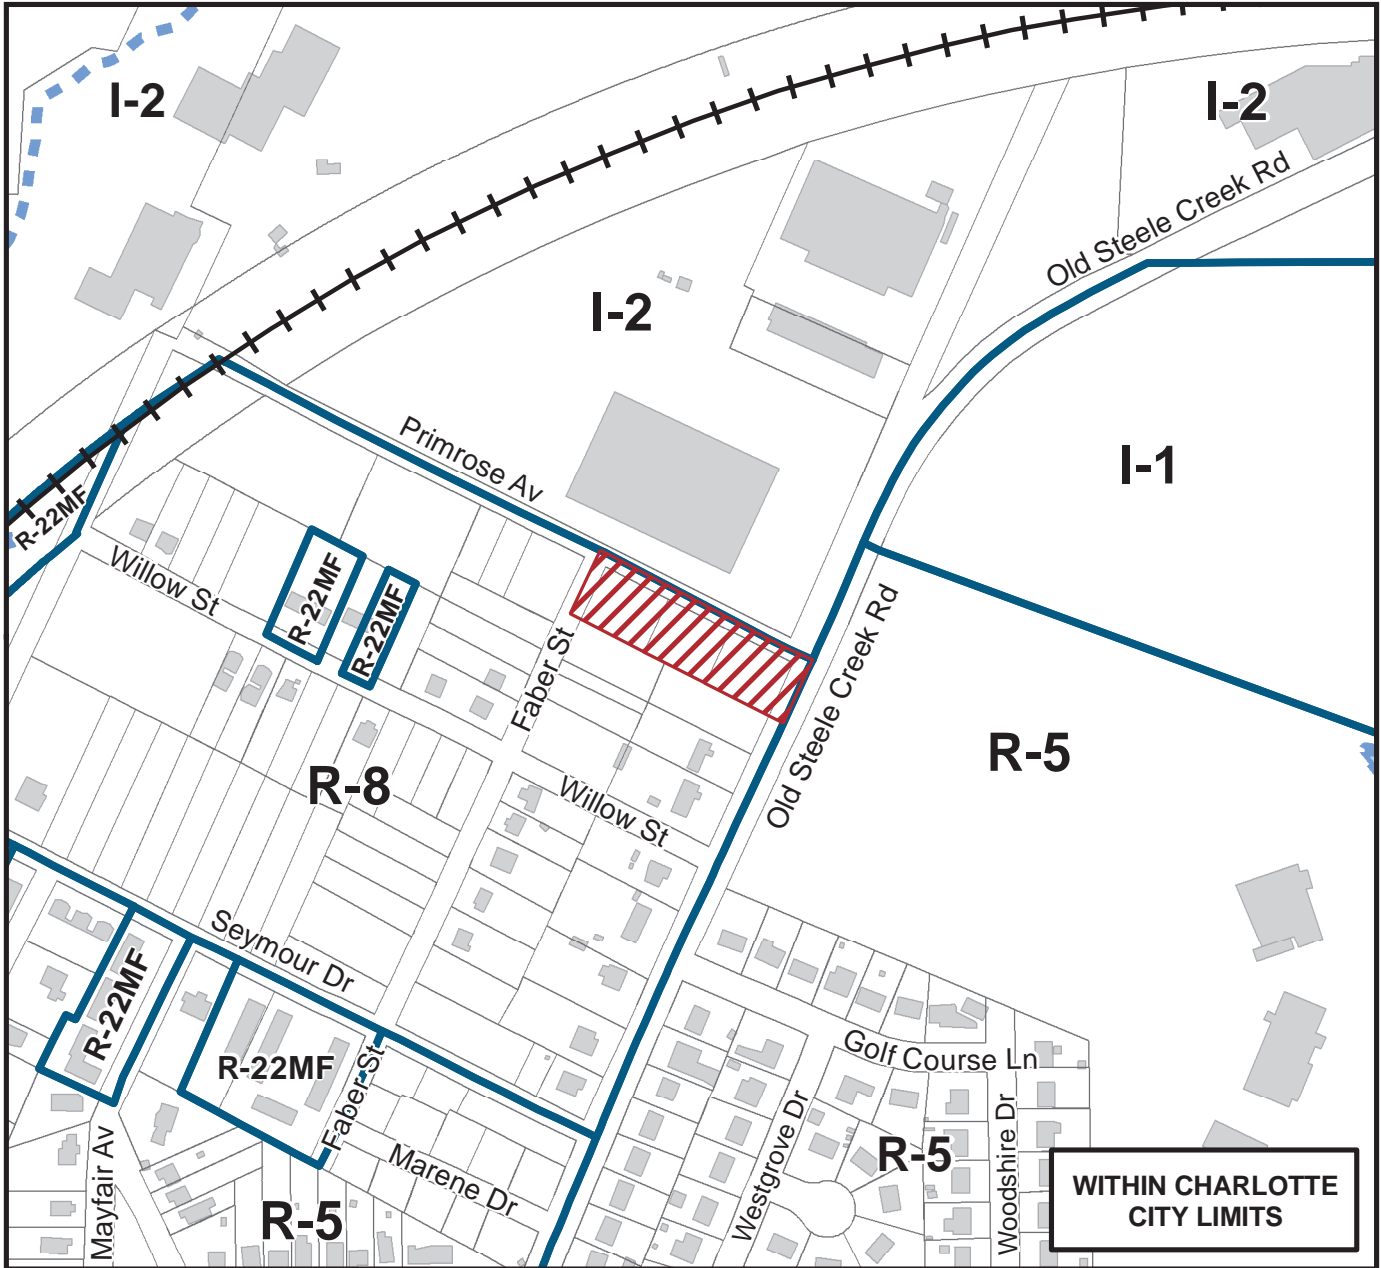 I-2
I-2
Old Steele Creek Rd
I-2
Primrose Av
I-1
R-22MF
Willow St
R-22MF
R-22MF
Faber St
Old Steele Creek Rd
R-5
R-8
Willow St
Seymour Dr
R-22MF
R-22MF
Faber St
Golf Course Ln
Mayfair Av
Marene Dr
Westgrove Dr
R-5
Woodshire Dr
R-5
WITHIN CHARLOTTE
CITY LIMITS